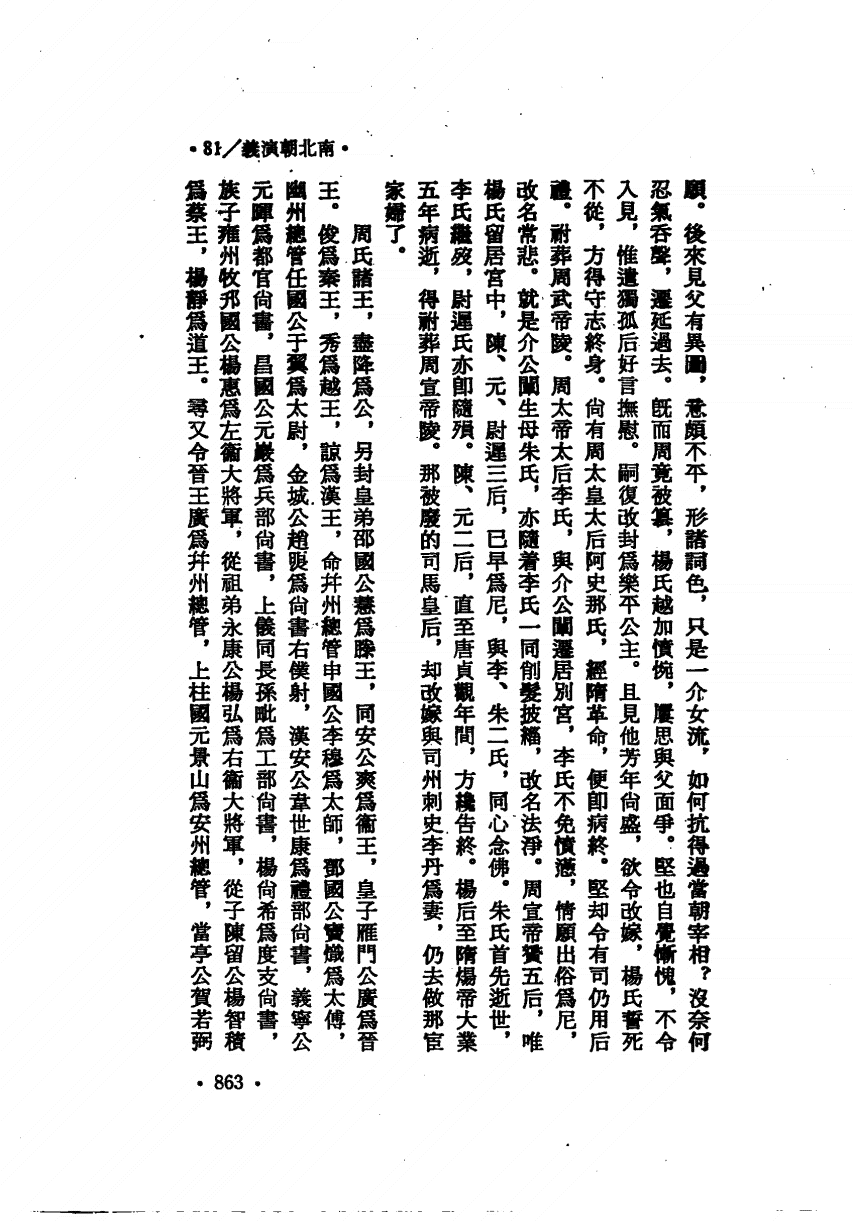 ·南北朝演義/81·
願。後來見父有異圖，意頗不平，形諸詞色，只是一介女流，如何抗得過當朝宰相？沒奈何
忍氣吞聲，遷延過去。旣而周竟被篡，楊氏越加憤惋，屢思與父面爭。堅也自覺慚愧，不令
入見，惟遣獨孤后好言撫慰。嗣復改封爲樂平公主。且見他芳年尙盛，欲令改嫁，楊氏誓死
不從，方得守志終身。尙有周太皇太后阿史那氏，經隋革命，便卽病終。堅却令有司仍用后
禮。祔葬周武帝陵。周太帝太后李氏，與介公闡遷居別宮，李氏不免憤懣，情願出俗爲尼，
改名常悲。就是介公闡生母朱氏，亦隨着李氏一同削髮披緇，改名法淨。周宣帝贇五后，唯
楊氏留居宮中，陳、元、尉遲三后，已早爲尼，與李、朱二氏，同心念佛。朱氏首先逝世，
李氏繼歿，尉遲氏亦卽隨殞。陳、元二后，直至唐貞觀年間，方纔告終。楊后至隋煬帝大業
五年病逝，得祔葬周宣帝陵。那被廢的司馬皇后，却改嫁與司州刺史李丹爲妻，仍去做那宦
家婦了。
周氏諸王，盡降爲公，另封皇弟邵國公慧爲滕王，同安公爽爲衞王，皇子雁門公廣爲晉
王。俊爲秦王，秀爲越王，諒爲漢王，命幷州總管申國公李穆爲太師，鄧國公竇熾爲太傅，
幽州總管任國公于翼爲太尉，金城公趙煚爲尙書右僕射，漢安公韋世康爲禮部尙書，義寧公
元暉爲都官尙書，昌國公元巖爲兵部尙書，上儀同長孫毗爲工部尙書，楊尙希爲度支尙書，
族子雍州牧邗國公楊惠爲左衞大將軍，從祖弟永康公楊弘爲右衞大將軍，從子陳留公楊智積
爲蔡王，楊靜爲道王。尋又令晉王廣爲幷州總管，上柱國元景山爲安州總管，當亭公賀若弼
·863·